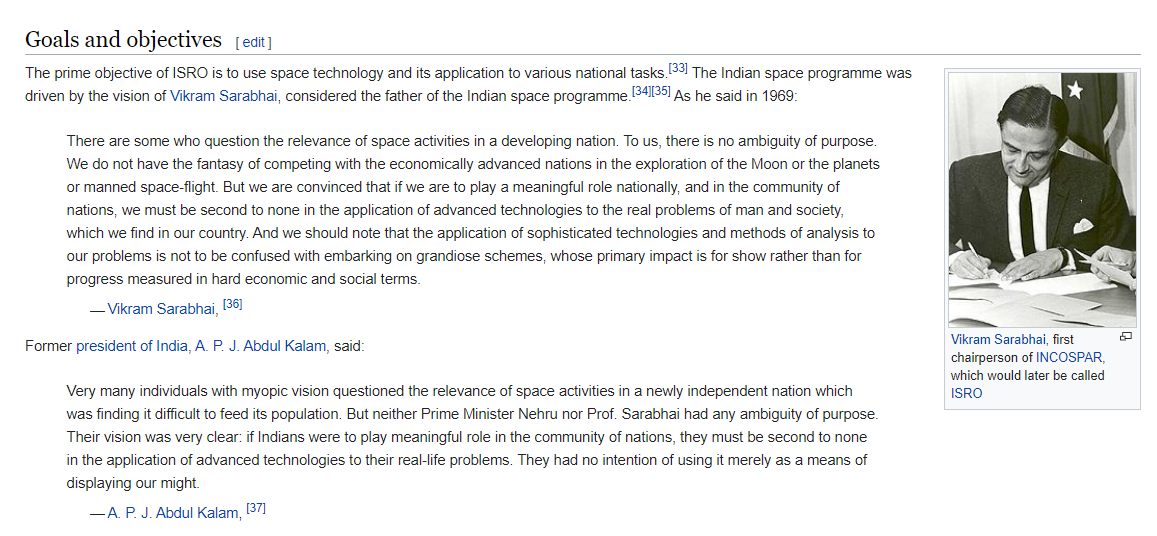 Goals and objectives [ edit ]
The prime objective of ISRO is to use space technology and its application to various national tasks.[33] The Indian space programme was
driven by the vision of Vikram Sarabhai, considered the father of the Indian space programme.[34][35] As he said in 1969:
There are some who question the relevance of space activities in a developing nation. To us, there is no ambiguity of purpose.
We do not have the fantasy of competing with the economically advanced nations in the exploration of the Moon or the planets
or manned space-flight. But we are convinced that if we are to play a meaningful role nationally, and in the community of
nations, we must be second to none in the application of advanced technologies to the real problems of man and society,
which we find in our country. And we should note that the application of sophisticated technologies and methods of analysis to
our problems is not to be confused with embarking on grandiose schemes, whose primary impact is for show rather than for
progress measured in hard economic and social terms.
— Vikram Sarabhai, [36]
Former president of India, A. P. J. Abdul Kalam, said:
Very many individuals with myopic vision questioned the relevance of space activities in a newly independent nation which
was finding it difficult to feed its population. But neither Prime Minister Nehru nor Prof. Sarabhai had any ambiguity of purpose.
Their vision was very clear: if Indians were to play meaningful role in the community of nations, they must be second to none
in the application of advanced technologies to their real-life problems. They had no intention of using it merely as a means of
displaying our might.
— A. P. J. Abdul Kalam, [37]
Vikram Sarabhai, first
chairperson of INCOSPAR,
which would later be called
ISRO